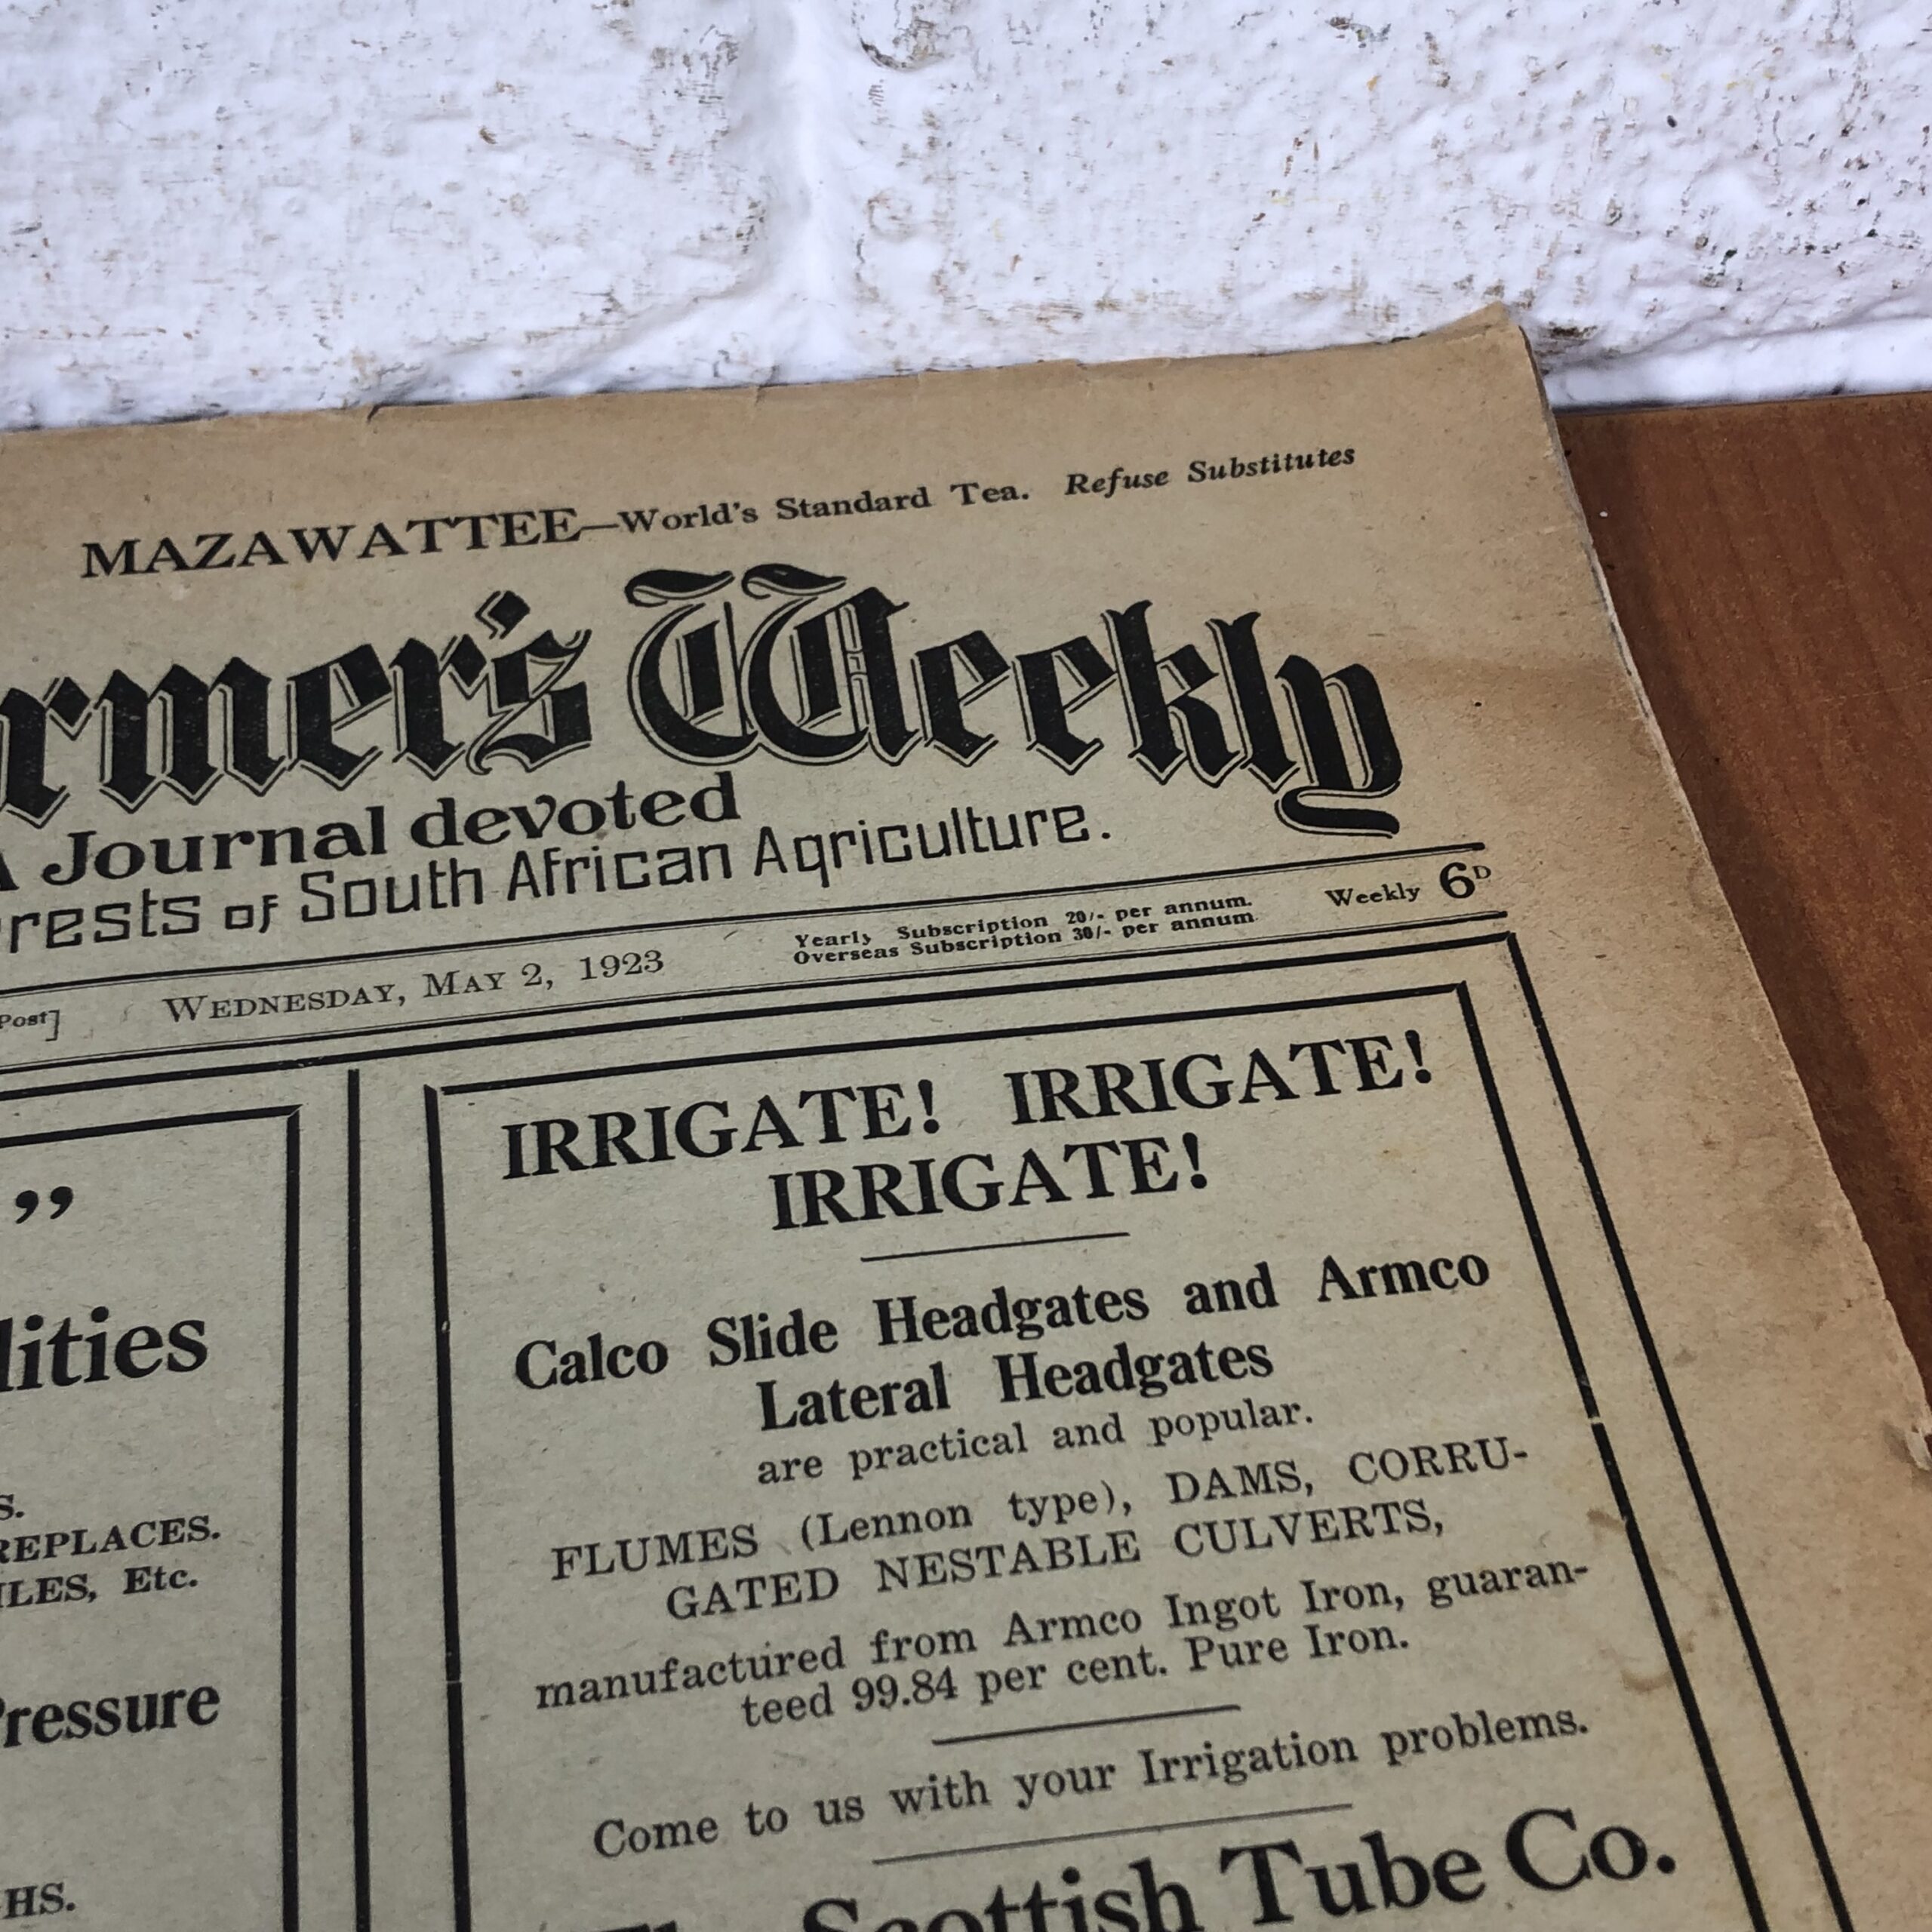 MAZAWATTEE—World's Standard Tea. Refuse Substitutes
rmer's Weekly
A Journal devoted
rests of South African Agriculture.
Post] WEDNESDAY, MAY 2, 1923
Yearly Subscription 20/- per annum.
Overseas Subscription 30/- per annum.
Weekly 6D
”
lities
S.
REPLACES.
ILES, Etc.
Pressure
HS.
IRRIGATE! IRRIGATE!
IRRIGATE!
Calco Slide Headgates and Armco
Lateral Headgates
are practical and popular.
FLUMES (Lennon type), DAMS, CORRU-
GATED NESTABLE CULVERTS,
manufactured from Armco Ingot Iron, guaran-
teed 99.84 per cent. Pure Iron.
Come to us with your Irrigation problems.
Scottish Tube Co.